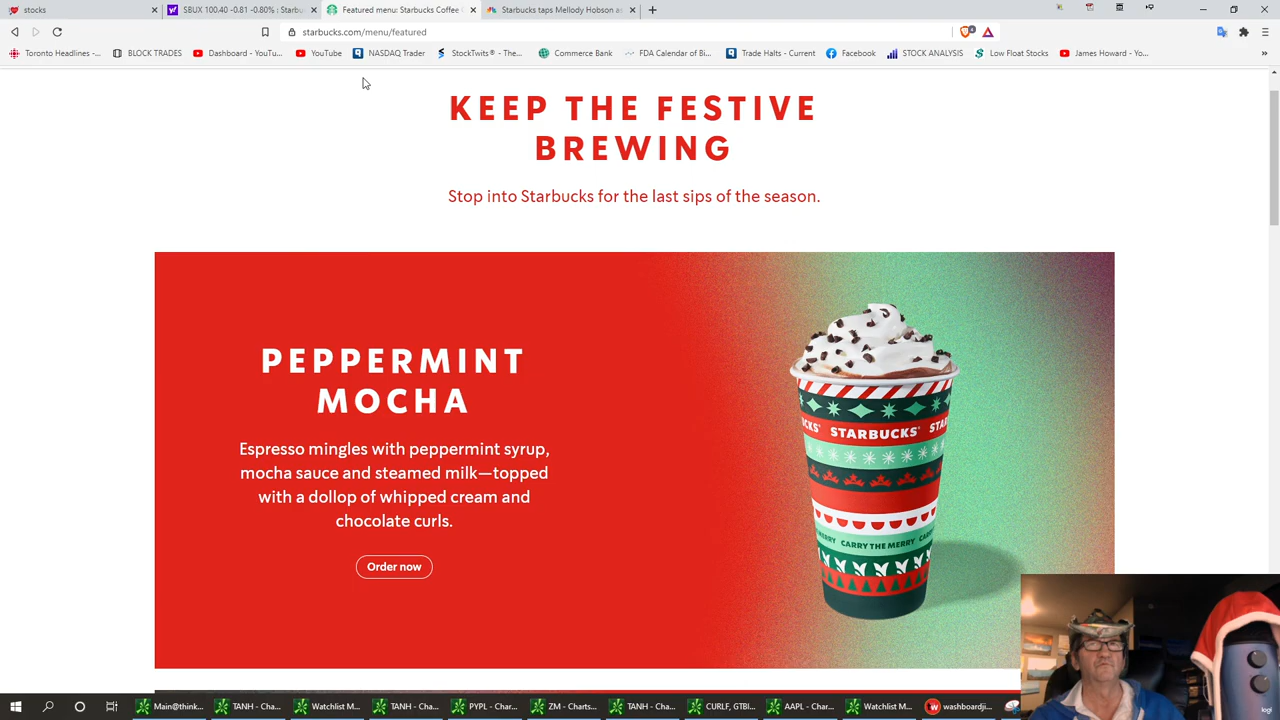 stocks
SBUX 100.40 -0.81 -0.80% : Starbu
Featured menu: Starbucks Coffee
Starbucks taps Mellody Hobson as
starbucks.com/menu/featured
Toronto Headlines -...
BLOCK TRADES
Dashboard - YouTu...
YouTube
NASDAQ Trader
StockTwits® - The...
Commerce Bank
FDA Calendar of Bi...
Trade Halts - Current
Facebook
STOCK ANALYSIS
Low Float Stocks
James Howard - Yo...
KEEP THE FESTIVE
BREWING
Stop into Starbucks for the last sips of the season.
PEPPERMINT
MOCHA
Espresso mingles with peppermint syrup,
mocha sauce and steamed milk—topped
with a dollop of whipped cream and
chocolate curls.
Order now
STARBUCKS
CARRY THE MERRY
logi
Main@think...
TANH - Cha...
Watchlist M...
TANH - Cha...
PYPL - Char...
ZM - Charts...
TANH - Cha...
CURLF, GTBI...
AAPL - Char...
Watchlist M...
washboardji...